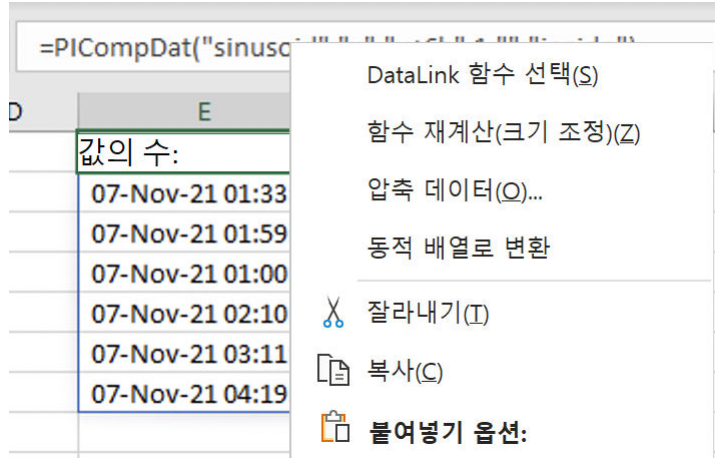 =PICompDat("sinuso
DataLink 함수 선택(S)
D
E
함수 재계산(크기 조정)(Z)
값의 수:
압축 데이터(O)...
07-Nov-21 01:33
07-Nov-21 01:59
동적 배열로 변환
07-Nov-21 01:00
07-Nov-21 02:10
잘라내기(T)
07-Nov-21 03:11
복사(C)
07-Nov-21 04:19
붙여넣기 옵션: